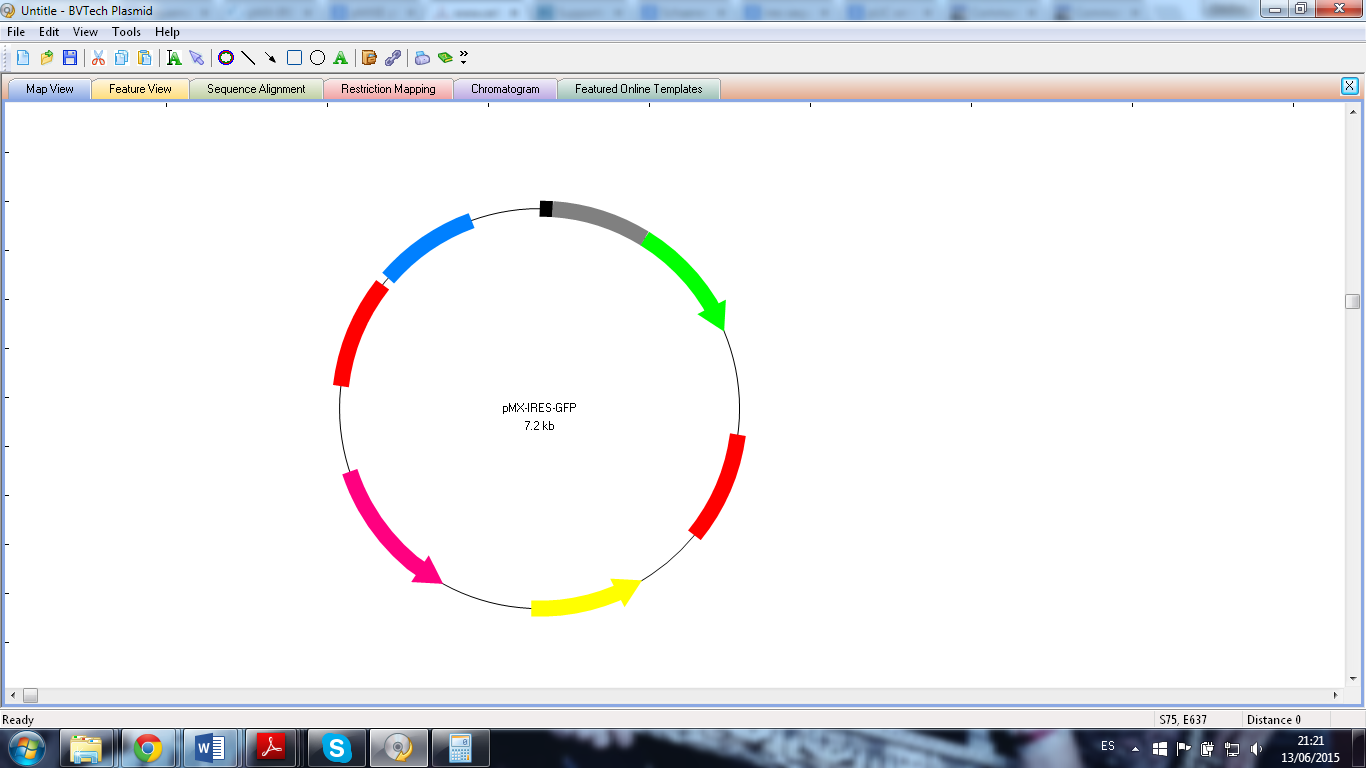 Untitle - BVTech Plasmid
File Edit View Tools Help
Map View Feature View Sequence Alignment Restriction Mapping Chromatogram Featured Online Templates
pMX-IRES-GFP
7.2 kb
Ready S75, E637 Distance 0
ES 21:21
13/06/2015